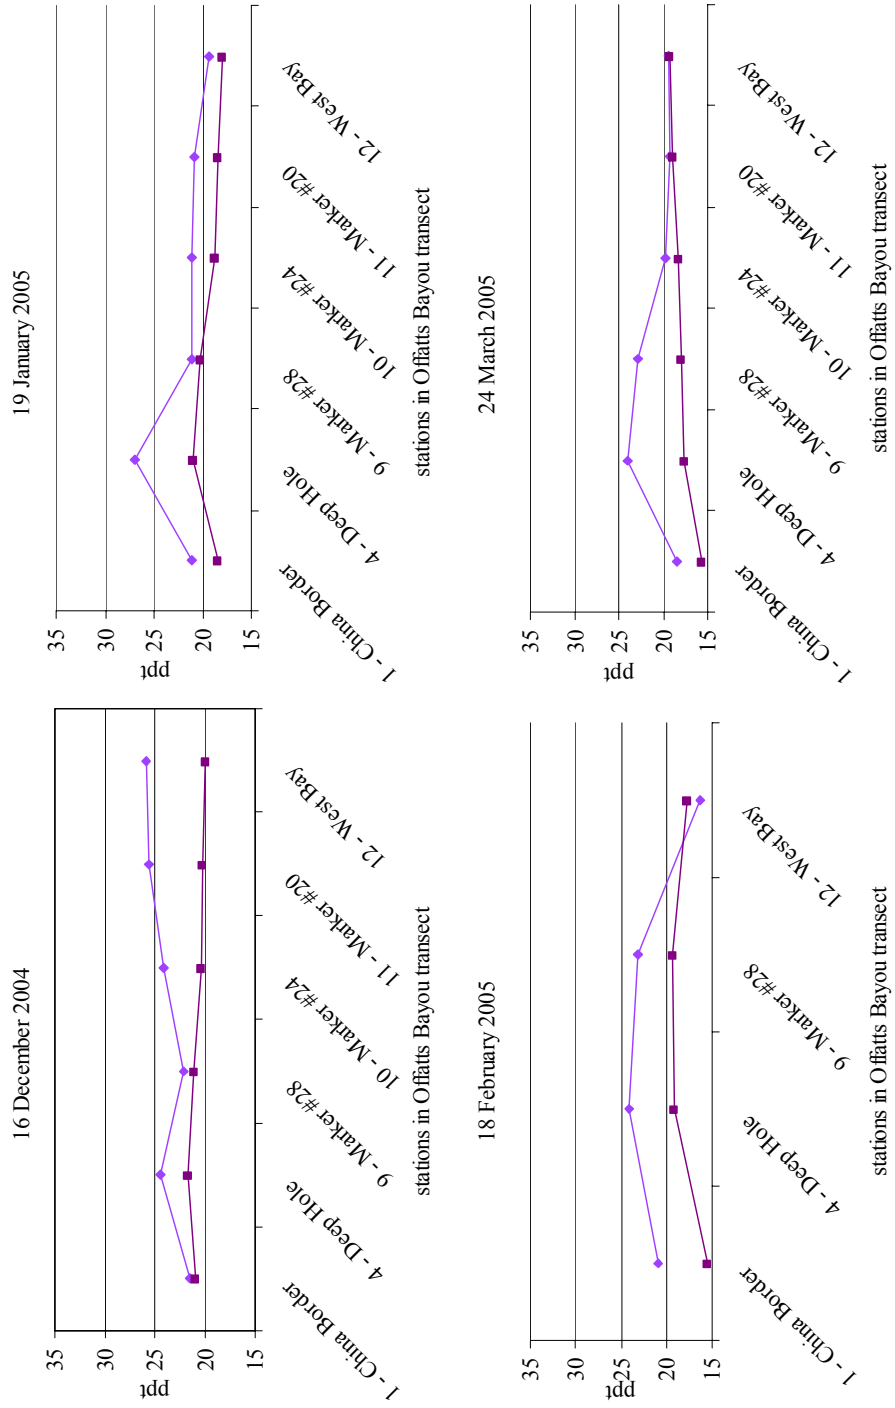 16 December 2004
35
30
25
20
15
ppt
1 - China Border
4 - Deep Hole
9 - Marker #28
10 - Marker #24
11 - Marker #20
12 - West Bay
stations in Offatts Bayou transect
19 January 2005
35
30
25
20
15
ppt
1 - China Border
4 - Deep Hole
9 - Marker #28
10 - Marker #24
11 - Marker #20
12 - West Bay
stations in Offatts Bayou transect
18 February 2005
35
30
25
20
15
ppt
1 - China Border
4 - Deep Hole
9 - Marker #28
12 - West Bay
stations in Offatts Bayou transect
24 March 2005
35
30
25
20
15
ppt
1 - China Border
4 - Deep Hole
9 - Marker #28
10 - Marker #24
11 - Marker #20
12 - West Bay
stations in Offatts Bayou transect